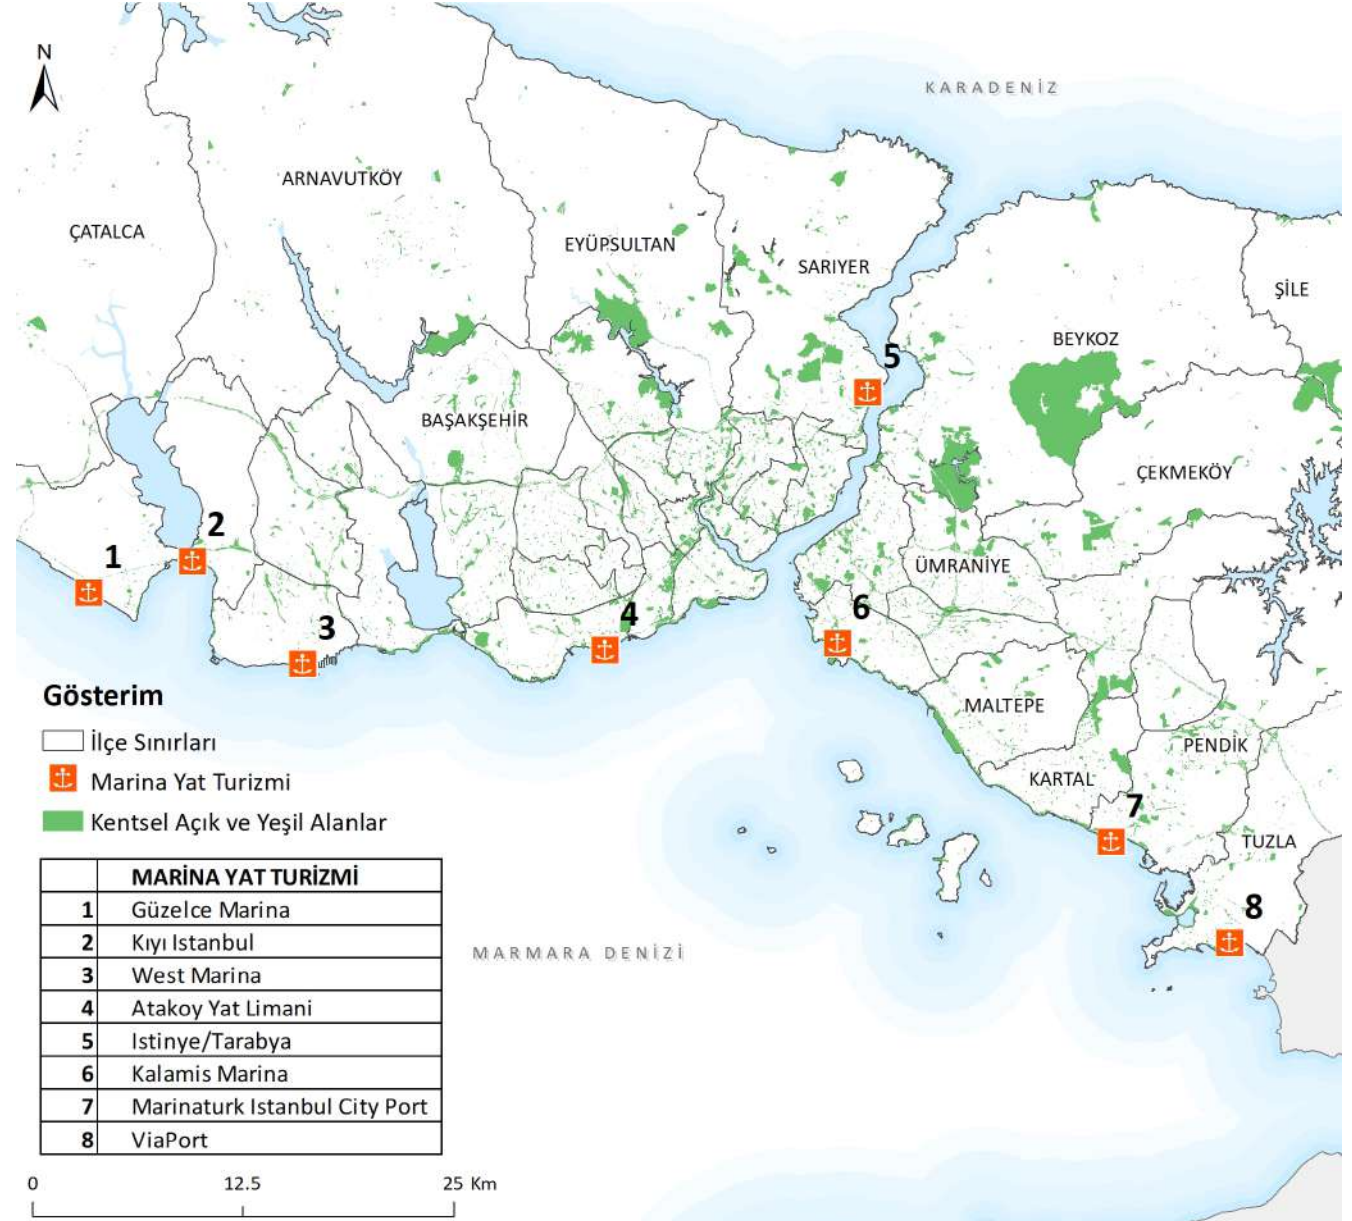 N
KARADENİZ
ARNAVUTKÖY
ÇATALCA
EYÜPSULTAN
SARIYER
ŞİLE
BEYKOZ
5
BAŞAKŞEHİR
ÇEKMEKÖY
2
1
ÜMRANİYE
6
4
3
Gösterim
MALTEPE
İlçe Sınırları
PENDİK
Marina Yat Turizmi
KARTAL
7
Kentsel Açık ve Yeşil Alanlar
TUZLA
MARİNA YAT TURİZMİ
8
1 Güzelce Marina
2 Kıyı Istanbul
MARMARA DENİZİ
3 West Marina
4 Atakoy Yat Limani
5 Istinye/Tarabya
6 Kalamis Marina
7 Marinaturk Istanbul City Port
8 ViaPort
0 12.5 25 Km